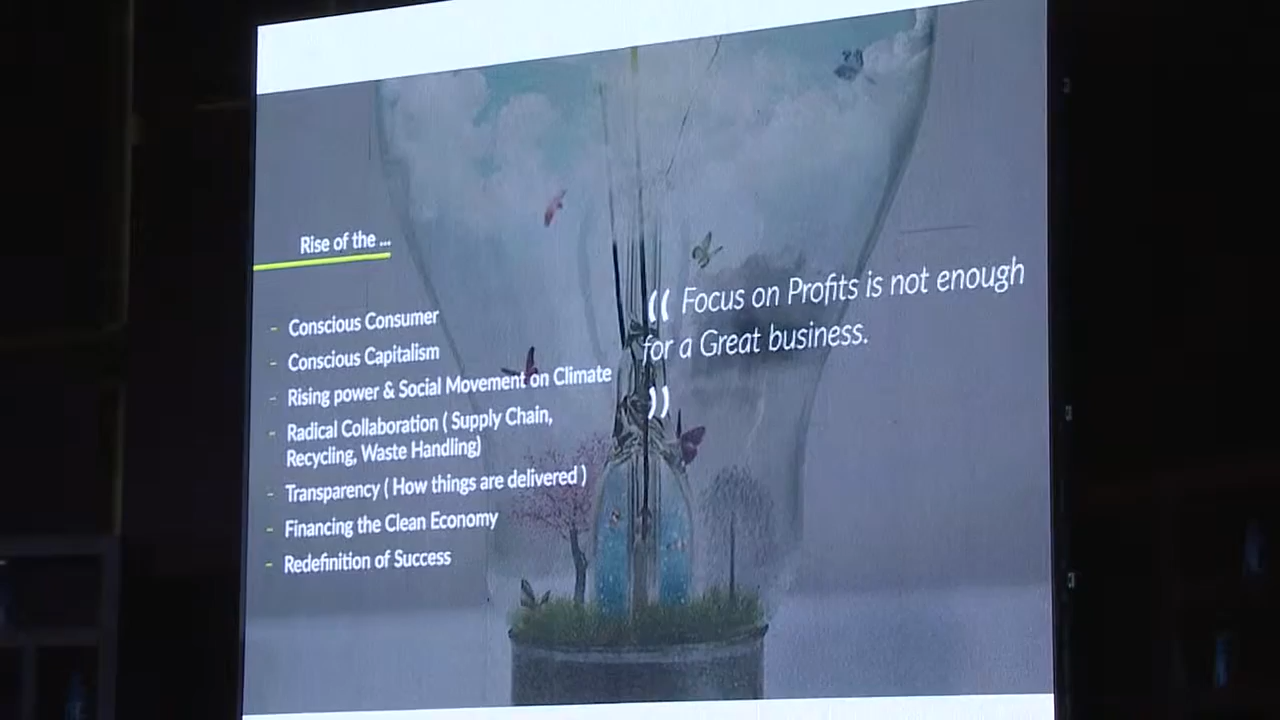 Rise of the ...
- Conscious Consumer
- Conscious Capitalism
- Rising power & Social Movement on Climate
- Radical Collaboration ( Supply Chain,
Recycling, Waste Handling)
- Transparency ( How things are delivered )
- Financing the Clean Economy
- Redefinition of Success
(( Focus on Profits is not enough
for a Great business.
))